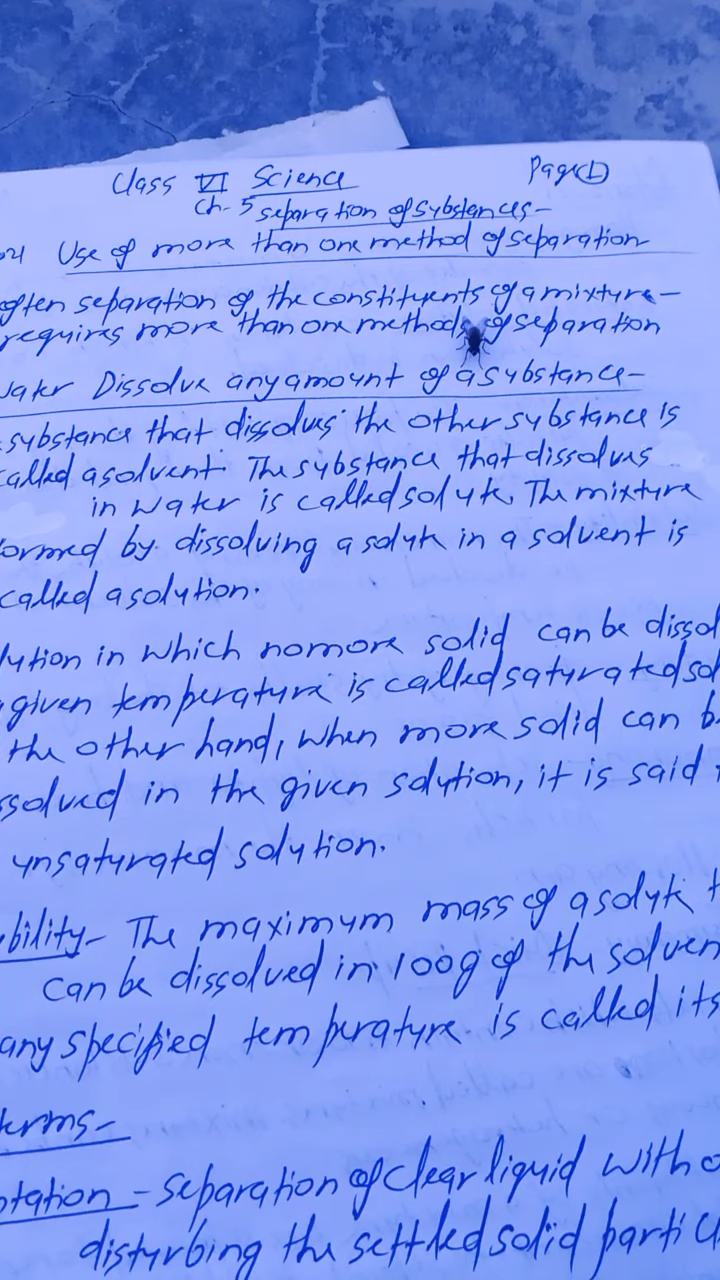 Class VI Science Page 1
Ch-5 separation of substances-
Use of more than one method of separation
often separation of the constituents of a mixture-
requires more than one methods of separation
Water Dissolve any amount of a substance-
substance that dissolves the other substance is
called a solvent. The substance that dissolves
in water is called solute. The mixture
formed by dissolving a solute in a solvent is
called a solution.
lution in which no more solid can be dissol
given temperature is called saturated sol
the other hand, when more solid can b
ssolved in the given solution, it is said
unsaturated solution.
bility- The maximum mass of a solute t
can be dissolved in 100g of the solven
any specified temperature is called its
terms-
tation - separation of clear liquid with o
disturbing the settled solid partic